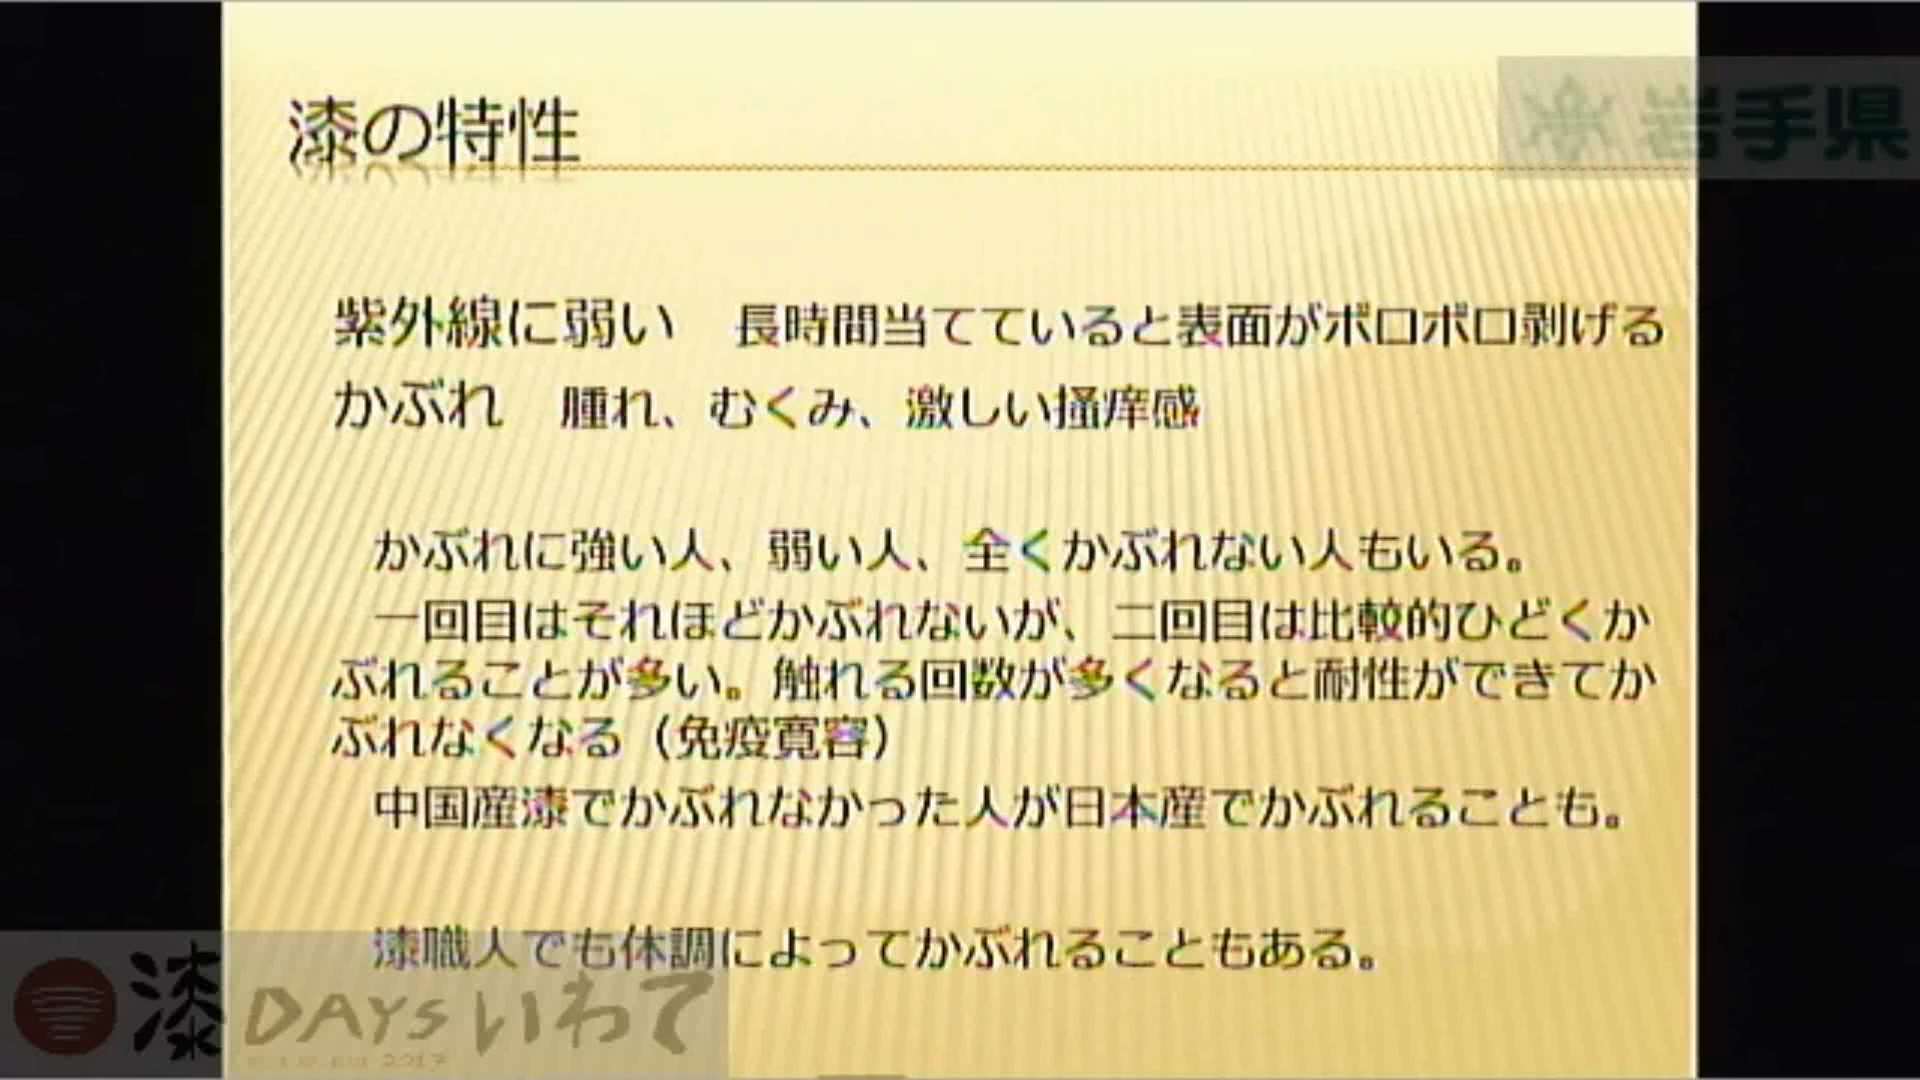 漆の特性
岩手県
紫外線に弱い　長時間当てていると表面がボロボロ剥げる
かぶれ　腫れ、むくみ、激しい掻痒感
かぶれに強い人、弱い人、全くかぶれない人もいる。
一回目はそれほどかぶれないが、二回目は比較的ひどくか
ぶれることが多い。触れる回数が多くなると耐性ができてか
ぶれなくなる（免疫寛容）
中国産漆でかぶれなかった人が日本産でかぶれることも。
漆職人でも体調によってかぶれることもある。
漆DAYSいわて
2017